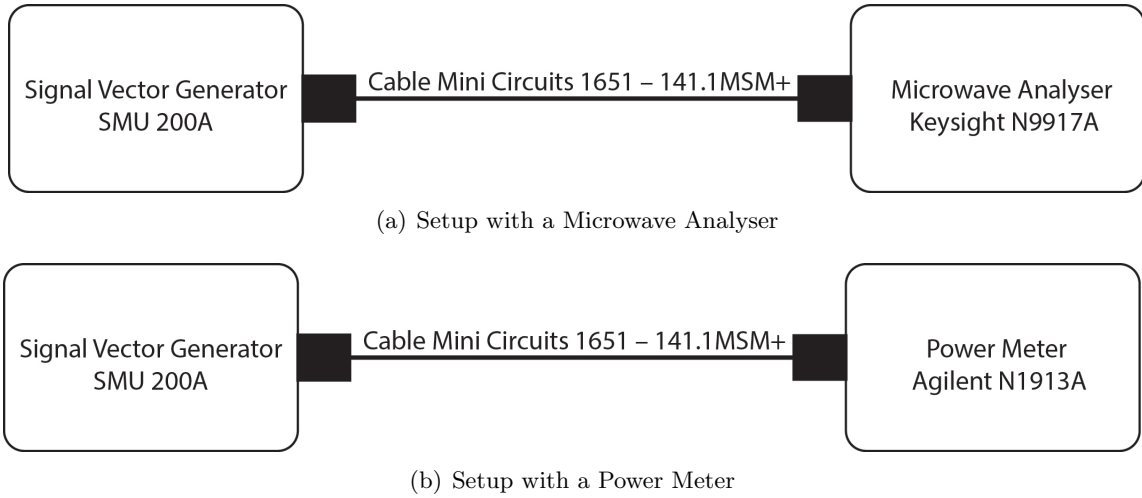 Signal Vector Generator
SMU 200A
Cable Mini Circuits 1651 – 141.1MSM+
Microwave Analyser
Keysight N9917A
(a) Setup with a Microwave Analyser
Signal Vector Generator
SMU 200A
Cable Mini Circuits 1651 – 141.1MSM+
Power Meter
Agilent N1913A
(b) Setup with a Power Meter